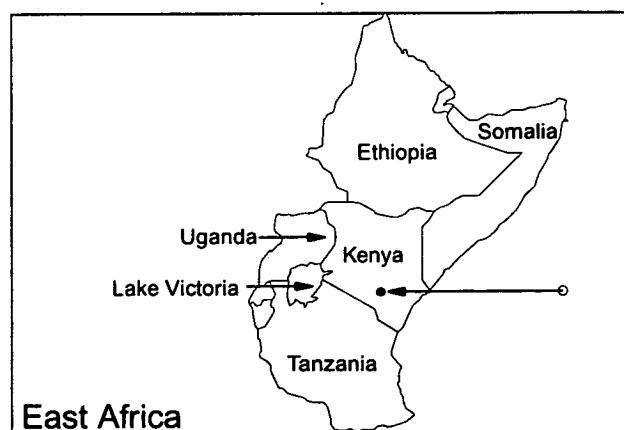 Ethiopia
Somalia
Uganda
Kenya
Lake Victoria
Tanzania
East Africa